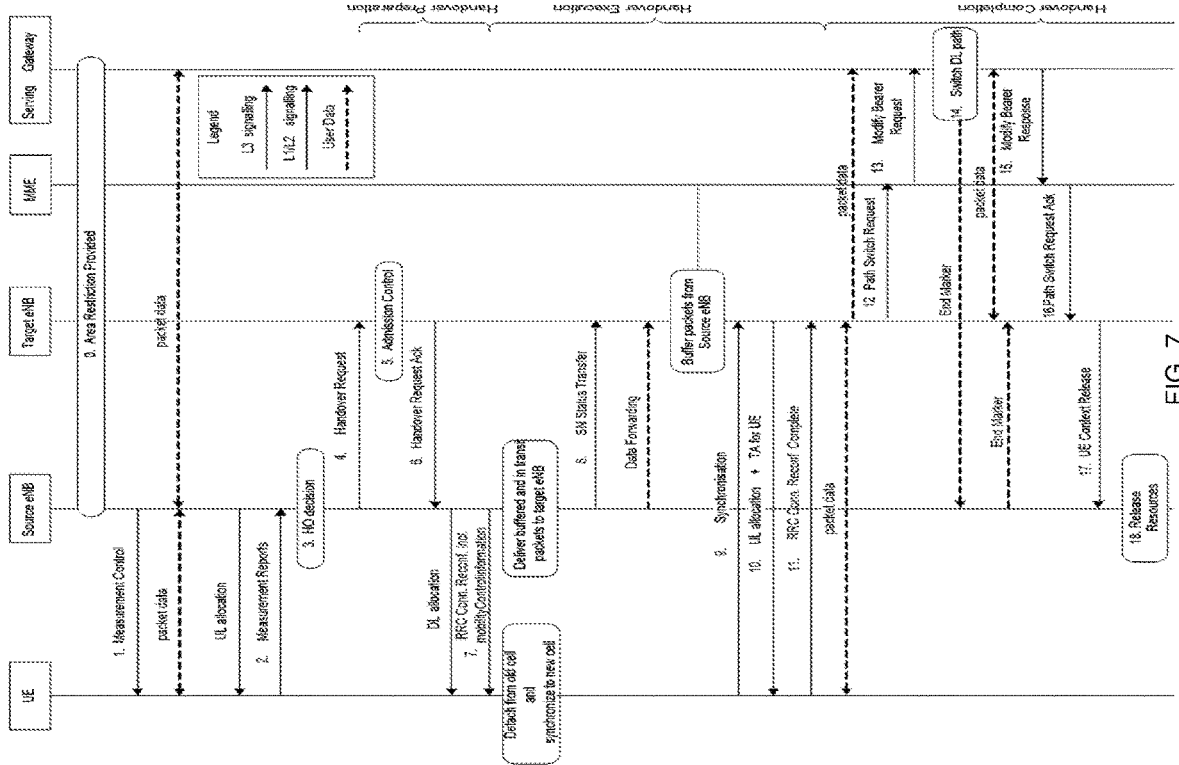 UE
Source eNB
Target eNB
MME
Serving Gateway
0. Area Restriction Provided
1. Measurement Control
packet data
packet data
UL allocation
2. Measurement Reports
3. HO decision
4. Handover Request
5. Admission Control
6. Handover Request Ack
DL allocation
7. RRC Conn. Reconf. incl.
mobilityControlInformation
Detach from old cell
and
synchronize to new cell
Deliver buffered and in transit
packets to target eNB
8. SN Status Transfer
Data Forwarding
Buffer packets from
Source eNB
9. Synchronisation
10. UL allocation + TA for UE
11. RRC Conn. Reconf. Complete
packet data
packet data
12 Path Switch Request
13. Modify Bearer
Request
14. Switch DL path
End Marker
End Marker
packet data
15. Modify Bearer
Response
16.Path Switch Request Ack
17. UE Context Release
18. Release
Resources
Legend
L3 signalling
L1/L2 signalling
User Data
Handover Preparation
Handover Execution
Handover Completion
FIG. 7